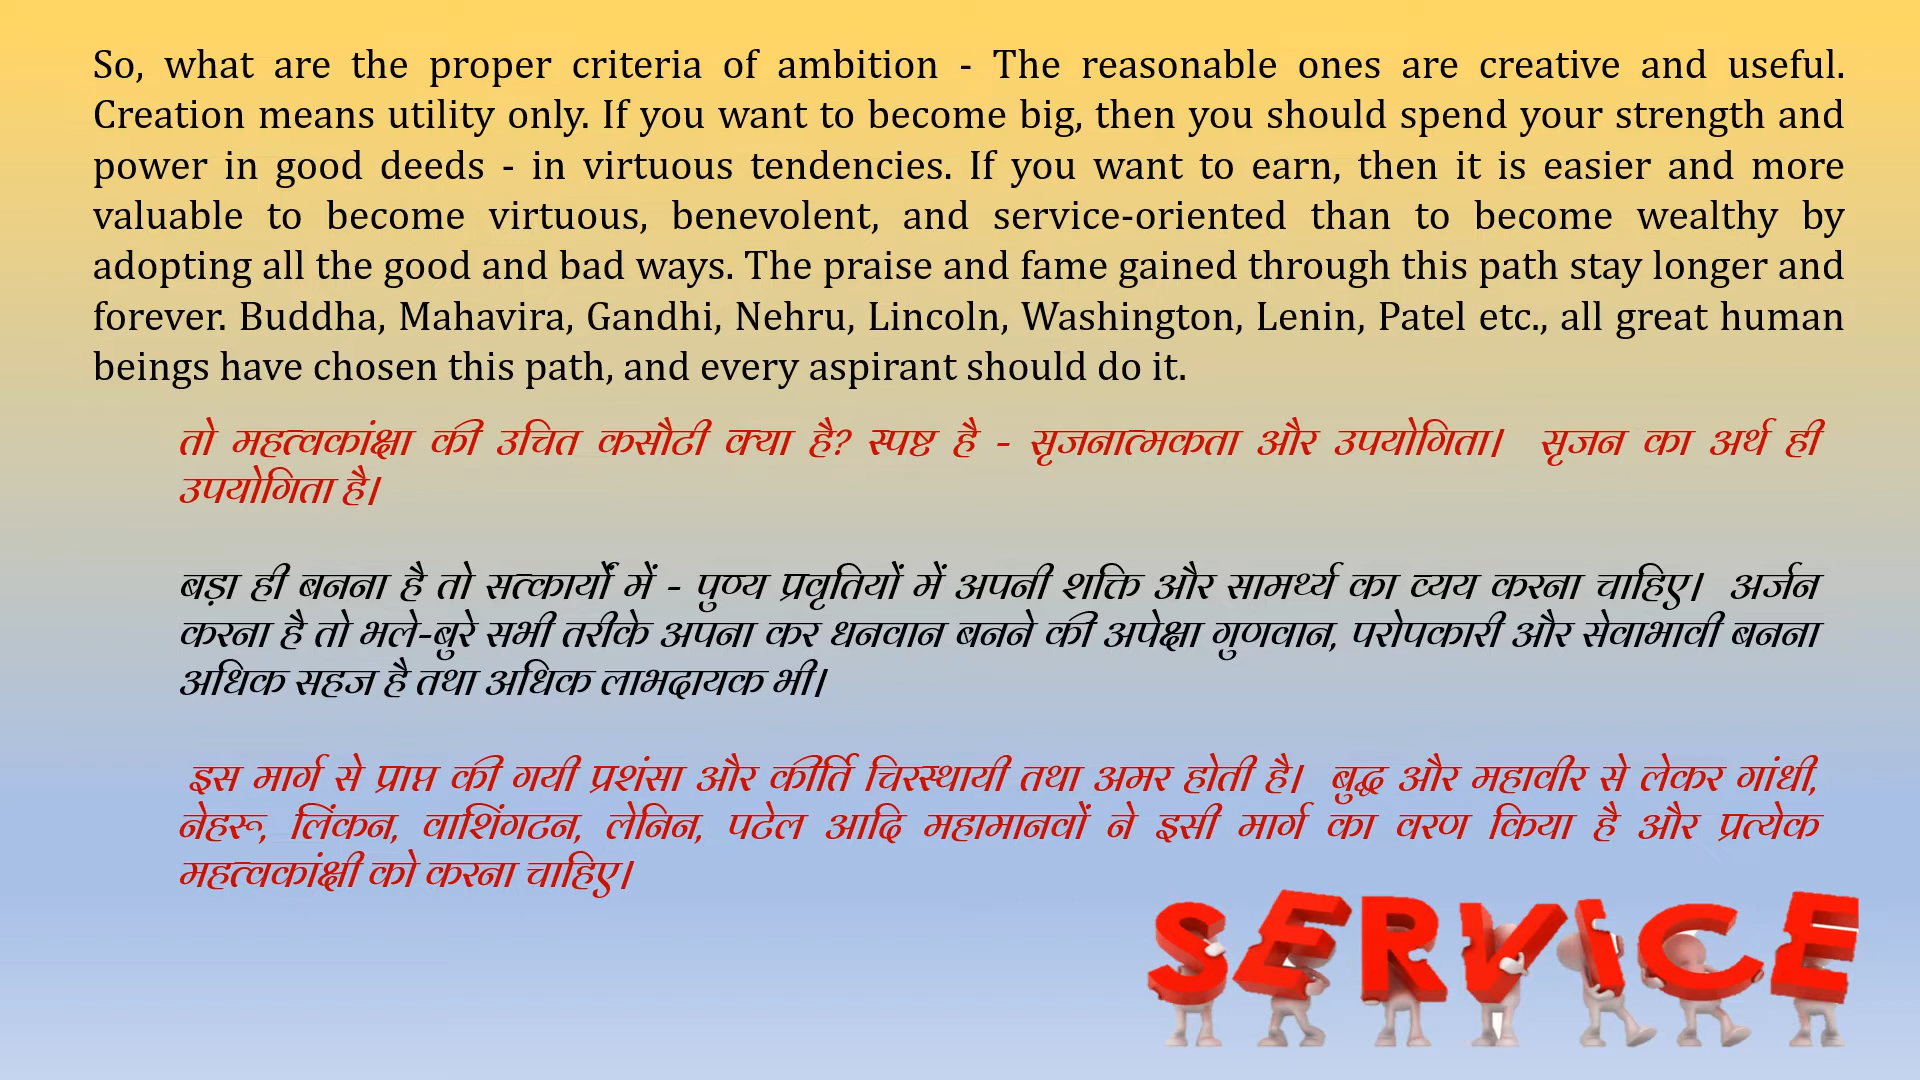 So, what are the proper criteria of ambition - The reasonable ones are creative and useful.
Creation means utility only. If you want to become big, then you should spend your strength and
power in good deeds - in virtuous tendencies. If you want to earn, then it is easier and more
valuable to become virtuous, benevolent, and service-oriented than to become wealthy by
adopting all the good and bad ways. The praise and fame gained through this path stay longer and
forever. Buddha, Mahavira, Gandhi, Nehru, Lincoln, Washington, Lenin, Patel etc., all great human
beings have chosen this path, and every aspirant should do it.
तो महत्वकांक्षा की उचित कसौटी क्या है? स्पष्ट है - सृजनात्मकता और उपयोगिता। सृजन का अर्थ ही
उपयोगिता है।
बड़ा ही बनना है तो सत्कार्यों में - पुण्य प्रवृतियों में अपनी शक्ति और सामर्थ्य का व्यय करना चाहिए। अर्जन
करना है तो भले-बुरे सभी तरीके अपना कर धनवान बनने की अपेक्षा गुणवान, परोपकारी और सेवाभावी बनना
अधिक सहज है तथा अधिक लाभदायक भी।
इस मार्ग से प्राप्त की गयी प्रशंसा और कीर्ति चिरस्थायी तथा अमर होती है। बुद्ध और महावीर से लेकर गांधी,
नेहरू, लिंकन, वाशिंगटन, लेनिन, पटेल आदि महामानवों ने इसी मार्ग का वरण किया है और प्रत्येक
महत्वकांक्षी को करना चाहिए।
SERVICE